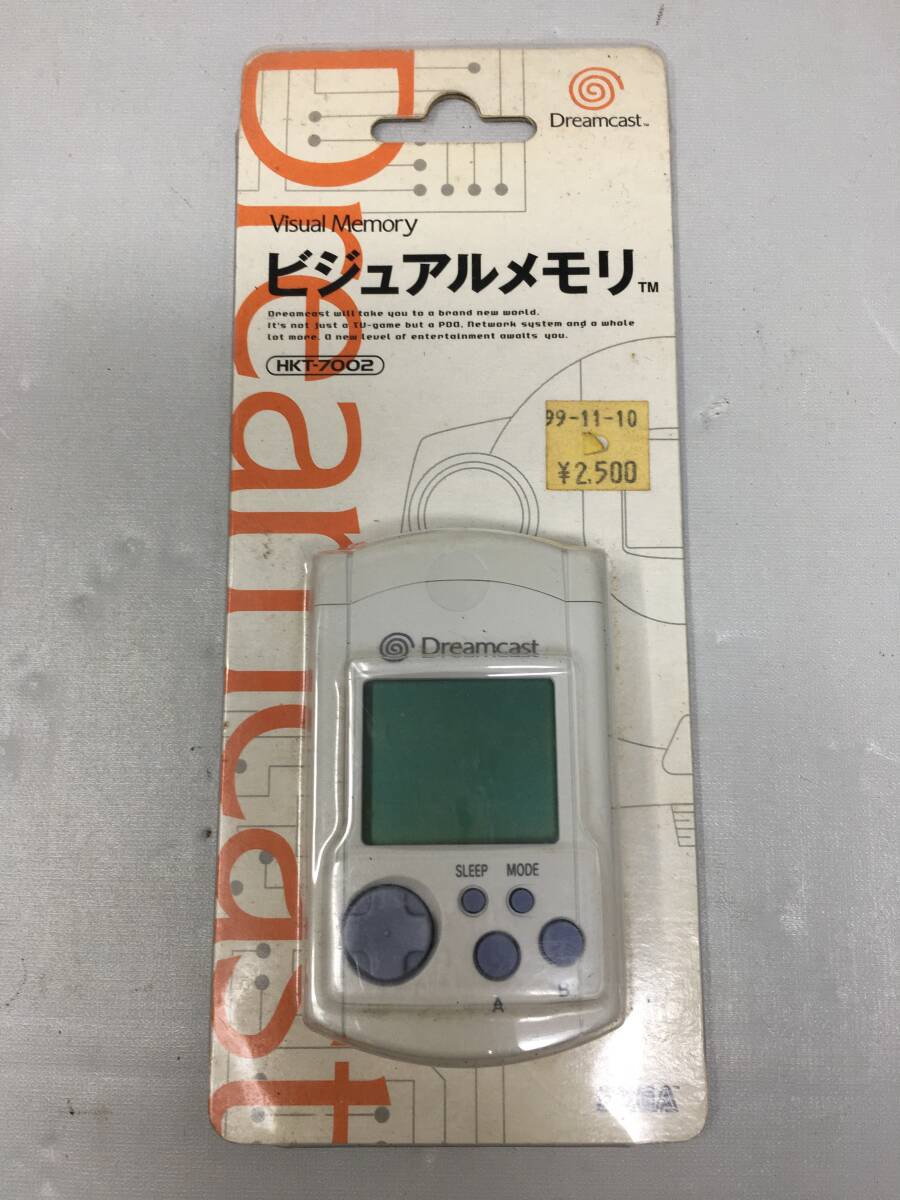 Dreamcast
Dreamcast™
Visual Memory
ビジュアルメモリ™
Dreamcast will take you to a brand new world.
It's not just a TV-game but a PDA, Network system and a whole
lot more. A new level of entertainment awaits you.
HKT-7002
99-11-10
¥2,500
Dreamcast
SLEEP MODE
A B
SEGA